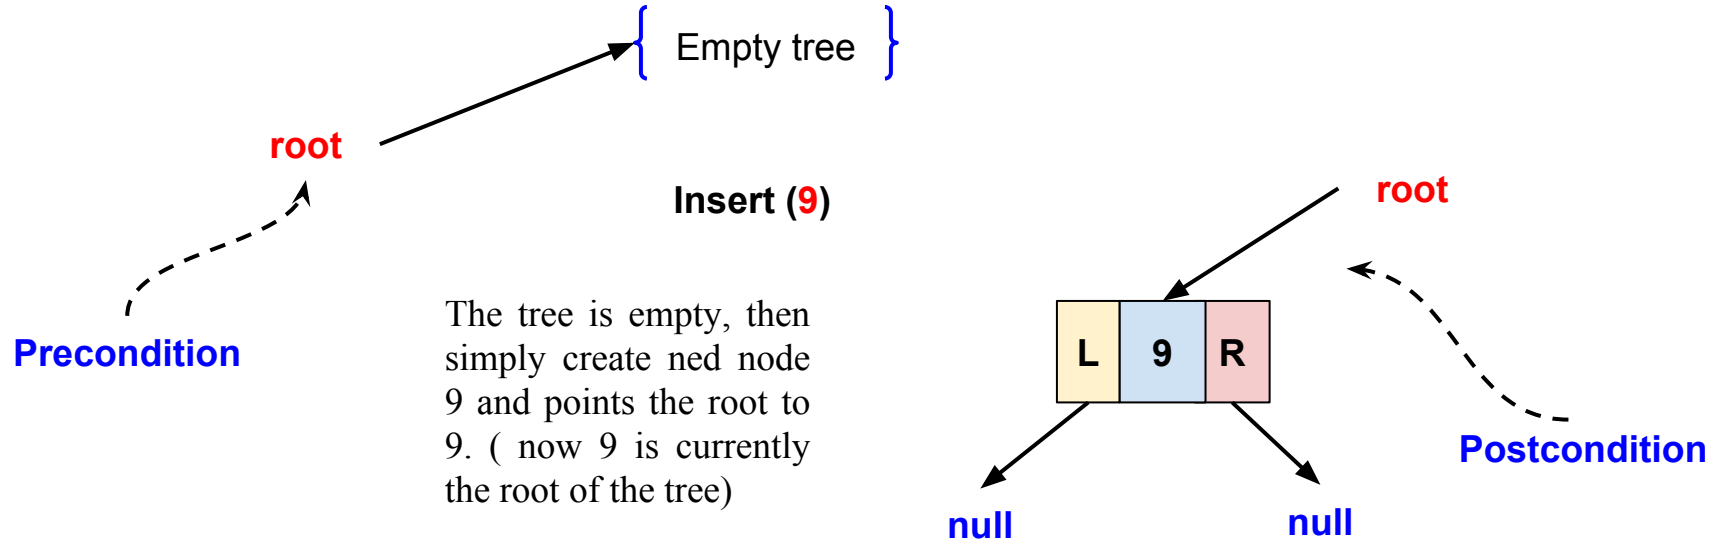 Empty tree
root
Insert (9)
root
The tree is empty, then
simply create ned node
9 and points the root to
9. ( now 9 is currently
the root of the tree)
Precondition
L 9 R
Postcondition
null
null